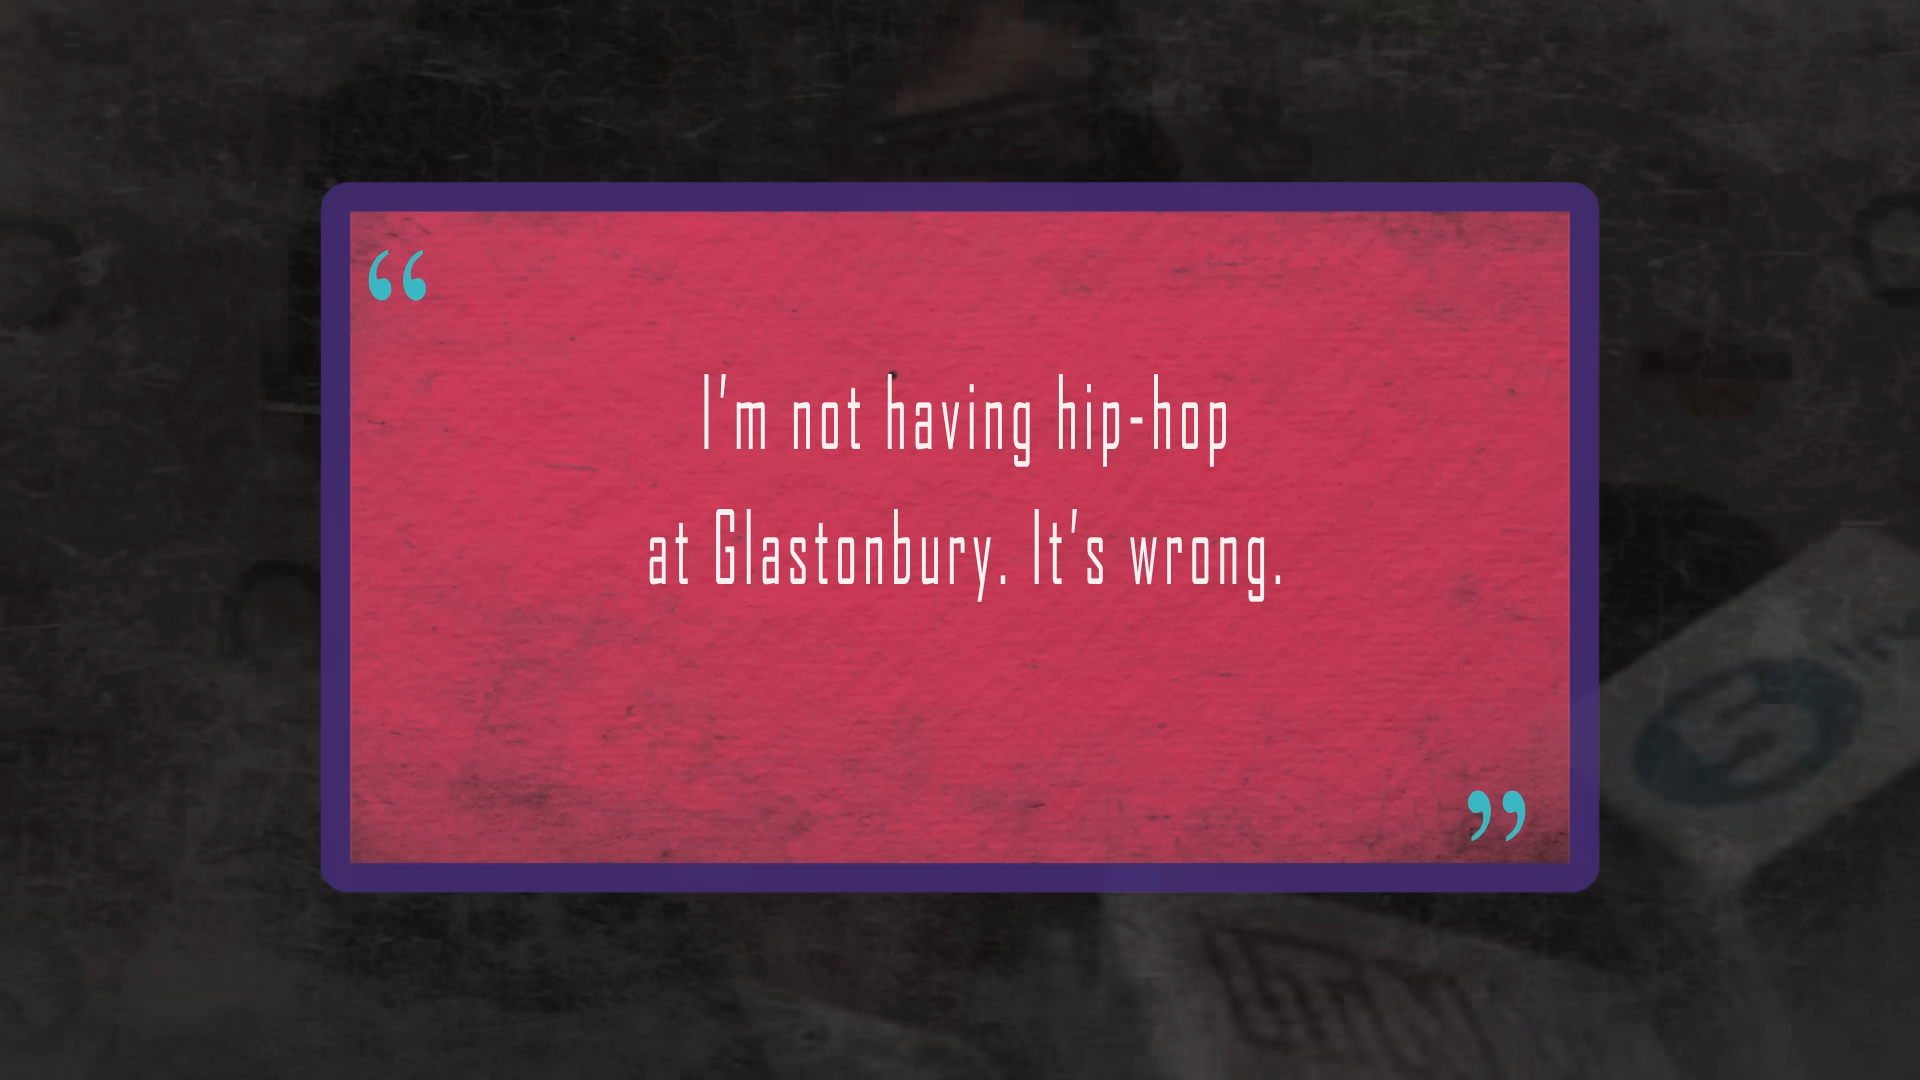 “
I'm not having hip-hop
at Glastonbury. It's wrong.
”